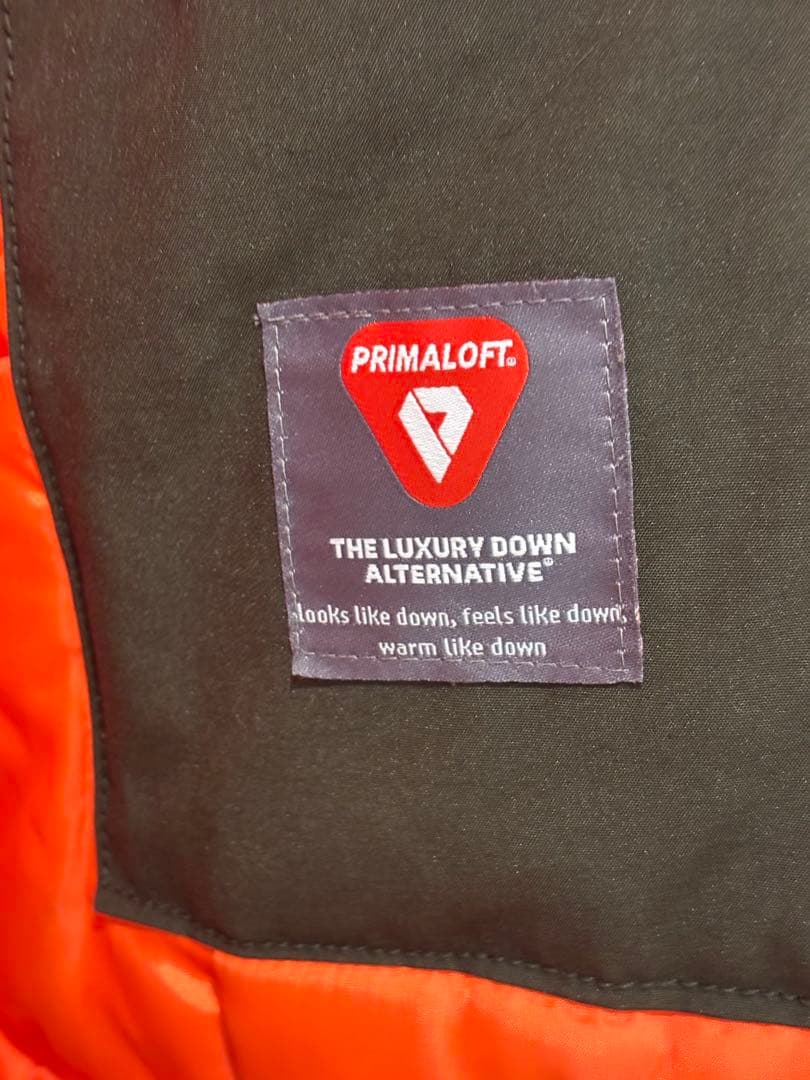 PRIMALOFT®
THE LUXURY DOWN
ALTERNATIVE®
looks like down, feels like down,
warm like down